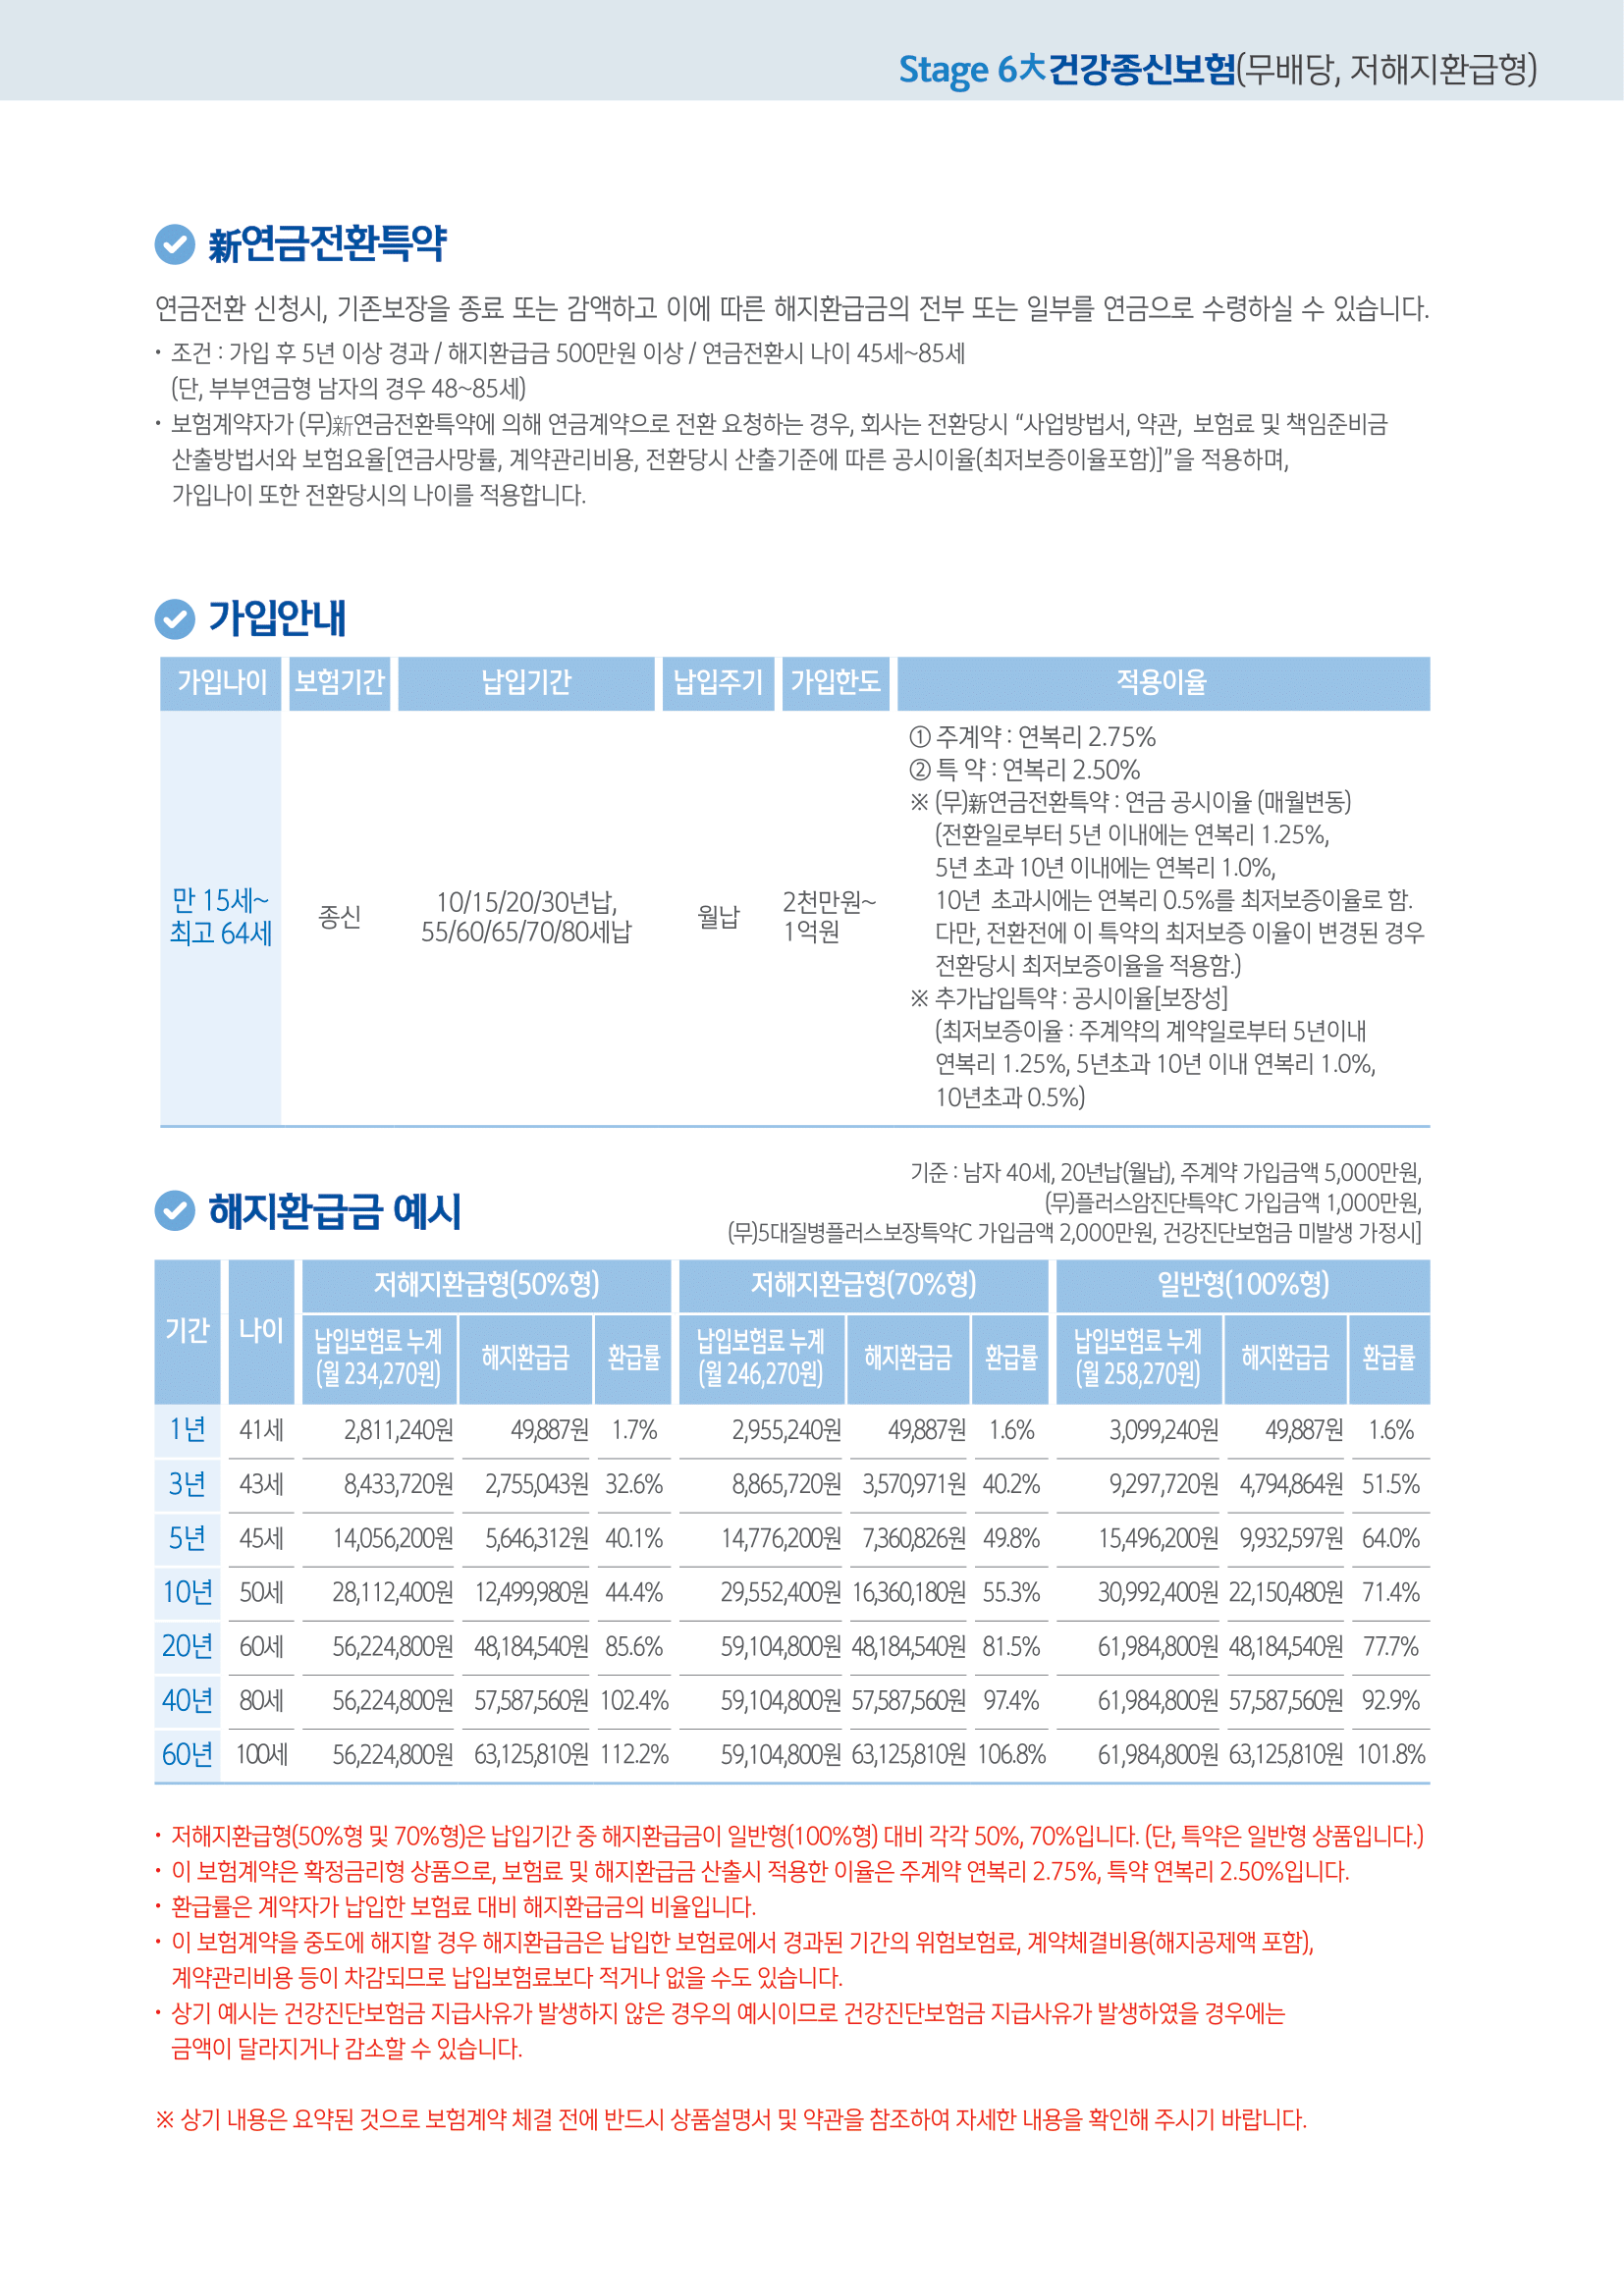 Stage 6大건강종신보험(무배당, 저해지환급형)
新연금전환특약
연금전환 신청시, 기존보장을 종료 또는 감액하고 이에 따른 해지환급금의 전부 또는 일부를 연금으로 수령하실 수 있습니다.
• 조건 : 가입 후 5년 이상 경과 / 해지환급금 500만원 이상 / 연금전환시 나이 45세~85세
(단, 부부연금형 남자의 경우 48~85세)
• 보험계약자가 (무)新연금전환특약에 의해 연금계약으로 전환 요청하는 경우, 회사는 전환당시 “사업방법서, 약관, 보험료 및 책임준비금
산출방법서와 보험요율[연금사망률, 계약관리비용, 전환당시 산출기준에 따른 공시이율(최저보증이율포함)]”을 적용하며,
가입나이 또한 전환당시의 나이를 적용합니다.
가입안내
가입나이 보험기간 납입기간 납입주기 가입한도 적용이율
만 15세~
최고 64세
종신
10/15/20/30년납,
55/60/65/70/80세납
월납
2천만원~
1억원
① 주계약 : 연복리 2.75%
② 특 약 : 연복리 2.50%
※ (무)新연금전환특약 : 연금 공시이율 (매월변동)
(전환일로부터 5년 이내에는 연복리 1.25%,
5년 초과 10년 이내에는 연복리 1.0%,
10년 초과시에는 연복리 0.5%를 최저보증이율로 함.
다만, 전환전에 이 특약의 최저보증 이율이 변경된 경우
전환당시 최저보증이율을 적용함.)
※ 추가납입특약 : 공시이율[보장성]
(최저보증이율 : 주계약의 계약일로부터 5년이내
연복리 1.25%, 5년초과 10년 이내 연복리 1.0%,
10년초과 0.5%)
해지환급금 예시
기준 : 남자 40세, 20년납(월납), 주계약 가입금액 5,000만원,
(무)플러스암진단특약C 가입금액 1,000만원,
(무)5대질병플러스보장특약C 가입금액 2,000만원, 건강진단보험금 미발생 가정시]
기간 나이 저해지환급형(50%형) 저해지환급형(70%형) 일반형(100%형)
납입보험료 누계 해지환급금 환급률 납입보험료 누계 해지환급금 환급률 납입보험료 누계 해지환급금 환급률
(월 234,270원) (월 246,270원) (월 258,270원)
1년 41세 2,811,240원 49,887원 1.7% 2,955,240원 49,887원 1.6% 3,099,240원 49,887원 1.6%
3년 43세 8,433,720원 2,755,043원 32.6% 8,865,720원 3,570,971원 40.2% 9,297,720원 4,794,864원 51.5%
5년 45세 14,056,200원 5,646,312원 40.1% 14,776,200원 7,360,826원 49.8% 15,496,200원 9,932,597원 64.0%
10년 50세 28,112,400원 12,499,980원 44.4% 29,552,400원 16,360,180원 55.3% 30,992,400원 22,150,480원 71.4%
20년 60세 56,224,800원 48,184,540원 85.6% 59,104,800원 48,184,540원 81.5% 61,984,800원 48,184,540원 77.7%
40년 80세 56,224,800원 57,587,560원 102.4% 59,104,800원 57,587,560원 97.4% 61,984,800원 57,587,560원 92.9%
60년 100세 56,224,800원 63,125,810원 112.2% 59,104,800원 63,125,810원 106.8% 61,984,800원 63,125,810원 101.8%
• 저해지환급형(50%형 및 70%형)은 납입기간 중 해지환급금이 일반형(100%형) 대비 각각 50%, 70%입니다. (단, 특약은 일반형 상품입니다.)
• 이 보험계약은 확정금리형 상품으로, 보험료 및 해지환급금 산출시 적용한 이율은 주계약 연복리 2.75%, 특약 연복리 2.50%입니다.
• 환급률은 계약자가 납입한 보험료 대비 해지환급금의 비율입니다.
• 이 보험계약을 중도에 해지할 경우 해지환급금은 납입한 보험료에서 경과된 기간의 위험보험료, 계약체결비용(해지공제액 포함),
계약관리비용 등이 차감되므로 납입보험료보다 적거나 없을 수도 있습니다.
• 상기 예시는 건강진단보험금 지급사유가 발생하지 않은 경우의 예시이므로 건강진단보험금 지급사유가 발생하였을 경우에는
금액이 달라지거나 감소할 수 있습니다.
※ 상기 내용은 요약된 것으로 보험계약 체결 전에 반드시 상품설명서 및 약관을 참조하여 자세한 내용을 확인해 주시기 바랍니다.